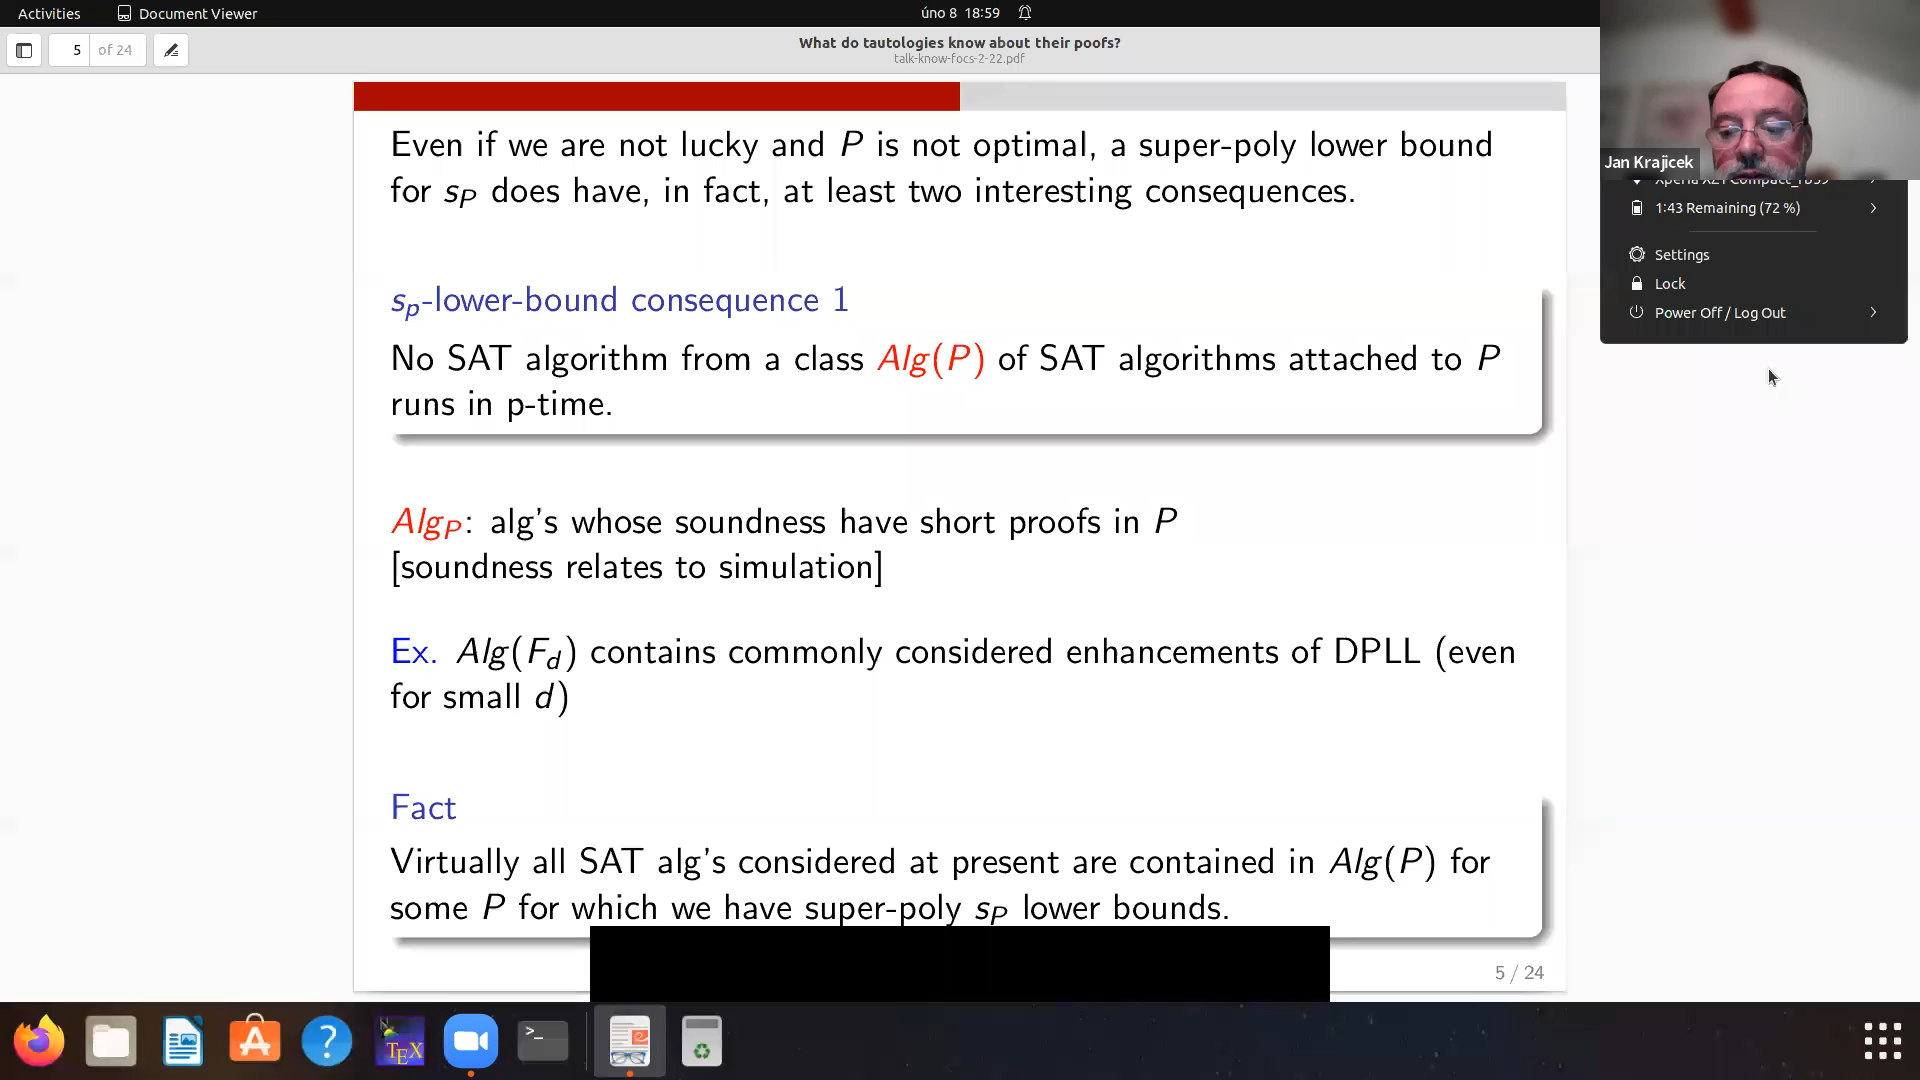 Activities
Document Viewer
úno 8 18:59
5 of 24
What do tautologies know about their poofs?
talk-know-focs-2-22.pdf
Even if we are not lucky and P is not optimal, a super-poly lower bound
for s_P does have, in fact, at least two interesting consequences.
s_p-lower-bound consequence 1
No SAT algorithm from a class Alg(P) of SAT algorithms attached to P
runs in p-time.
Alg_P: alg's whose soundness have short proofs in P
[soundness relates to simulation]
Ex. Alg(F_d) contains commonly considered enhancements of DPLL (even
for small d)
Fact
Virtually all SAT alg's considered at present are contained in Alg(P) for
some P for which we have super-poly s_P lower bounds.
5 / 24
Jan Krajicek
1:43 Remaining (72 %)
Settings
Lock
Power Off / Log Out
TEX